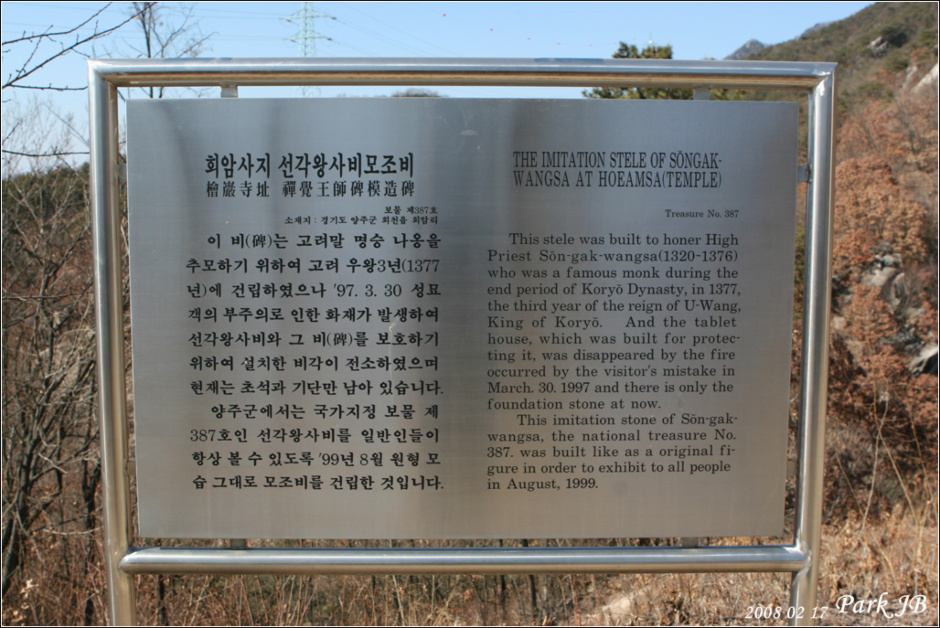 회암사지 선각왕사비모조비
檜巖寺址 禪覺王師碑模造碑
보물 제387호
소재지 : 경기도 양주군 회천읍 회암리
이 비(碑)는 고려말 명승 나옹을
추모하기 위하여 고려 우왕3년(1377
년)에 건립하였으나 '97. 3. 30 성묘
객의 부주의로 인한 화재가 발생하여
선각왕사비와 그 비(碑)를 보호하기
위하여 설치한 비각이 전소하였으며
현재는 초석과 기단만 남아 있습니다.
양주군에서는 국가지정 보물 제
387호인 선각왕사비를 일반인들이
항상 볼 수 있도록 '99년 8월 원형 모
습 그대로 모조비를 건립한 것입니다.
THE IMITATION STELE OF SŎNGAK-
WANGSA AT HOEAMSA(TEMPLE)
Treasure No. 387
This stele was built to honer High
Priest Sŏn-gak-wangsa(1320-1376)
who was a famous monk during the
end period of Koryŏ Dynasty, in 1377,
the third year of the reign of U-Wang,
King of Koryŏ. And the tablet
house, which was built for protec-
ting it, was disappeared by the fire
occurred by the visitor's mistake in
March. 30. 1997 and there is only the
foundation stone at now.
This imitation stone of Sŏn-gak-
wangsa, the national treasure No.
387. was built like as a original fi-
gure in order to exhibit to all people
in August, 1999.
2008 02 17 Park JB